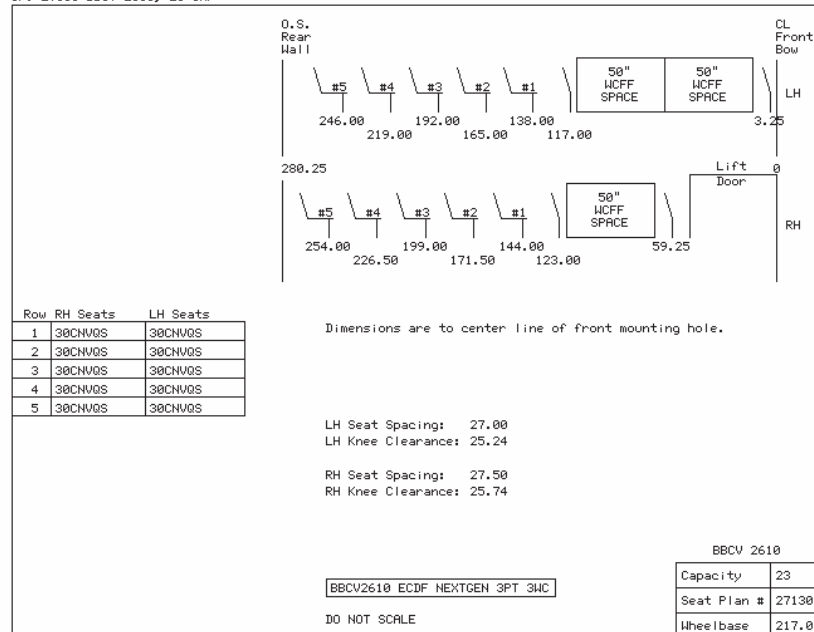 O.S.
Rear
Wall
CL
Front
Bow
50"
WCFF
SPACE
50"
WCFF
SPACE
#5 #4 #3 #2 #1
LH
246.00 192.00 138.00 3.25
219.00 165.00 117.00
280.25
Lift
Door
0
50"
WCFF
SPACE
#5 #4 #3 #2 #1
RH
254.00 199.00 144.00 59.25
226.50 171.50 123.00
Row RH Seats LH Seats
1 30CNVQS 30CNVQS
2 30CNVQS 30CNVQS
3 30CNVQS 30CNVQS
4 30CNVQS 30CNVQS
5 30CNVQS 30CNVQS
Dimensions are to center line of front mounting hole.
LH Seat Spacing: 27.00
LH Knee Clearance: 25.24
RH Seat Spacing: 27.50
RH Knee Clearance: 25.74
BBCV2610 ECDF NEXTGEN 3PT 3WC
DO NOT SCALE
BBCV 2610
Capacity 23
Seat Plan # 27130
Wheelbase 217.0